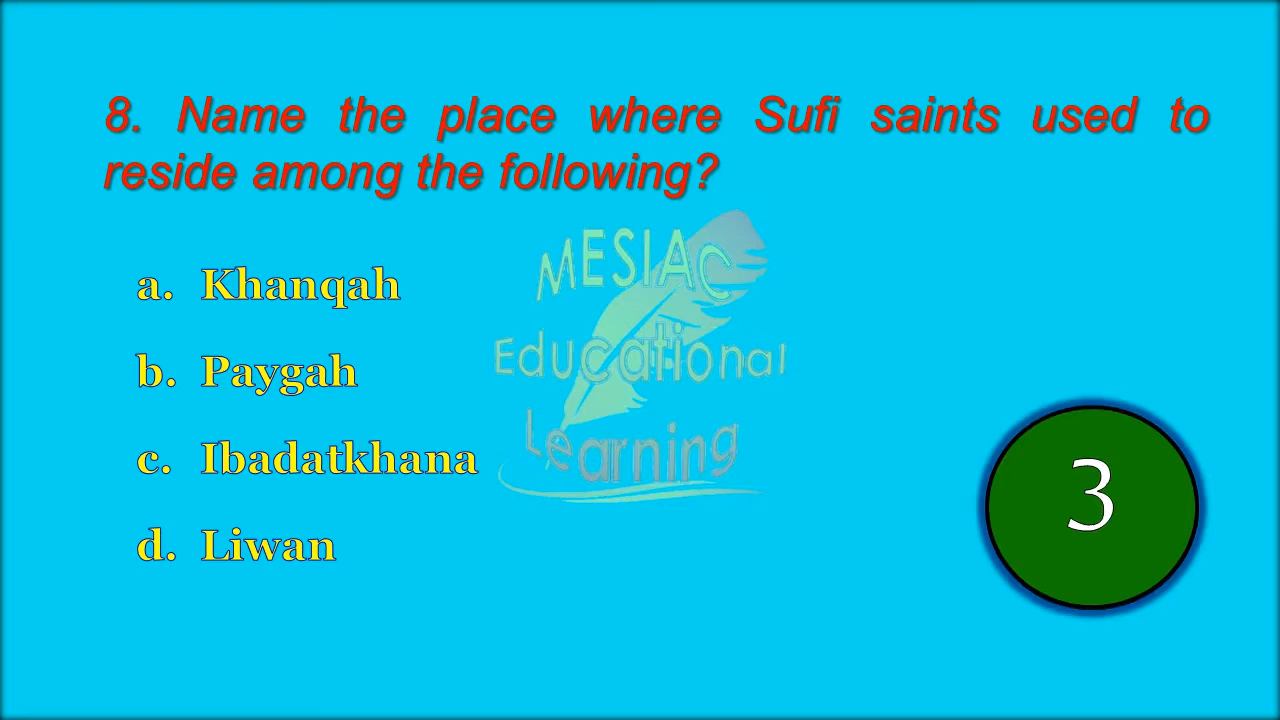 8. Name the place where Sufi saints used to
reside among the following?
MESIAC
Educational
Learning
a. Khanqah
b. Paygah
c. Ibadatkhana
d. Liwan
3